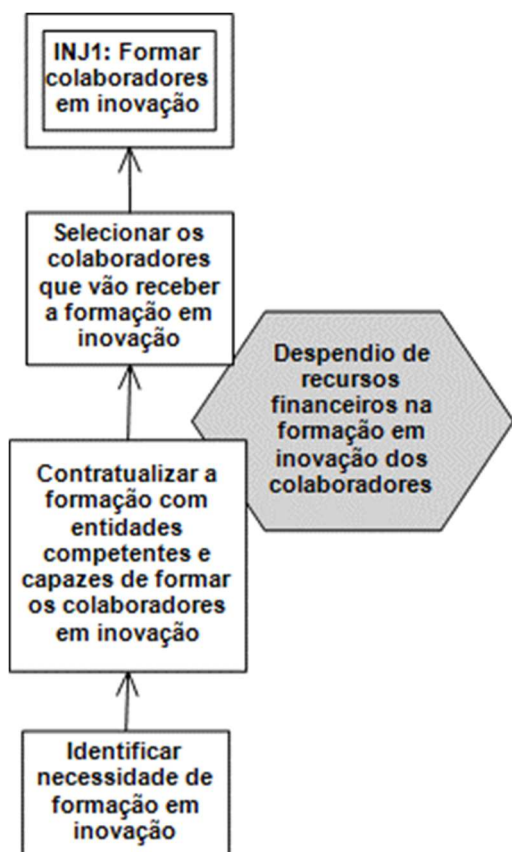 INJ1: Formar
colaboradores
em inovação
Selecionar os
colaboradores
que vão receber
a formação em
inovação
Despendio de
recursos
financeiros na
formação em
inovação dos
colaboradores
Contratualizar a
formação com
entidades
competentes e
capazes de formar
os colaboradores
em inovação
Identificar
necessidade de
formação em
inovação